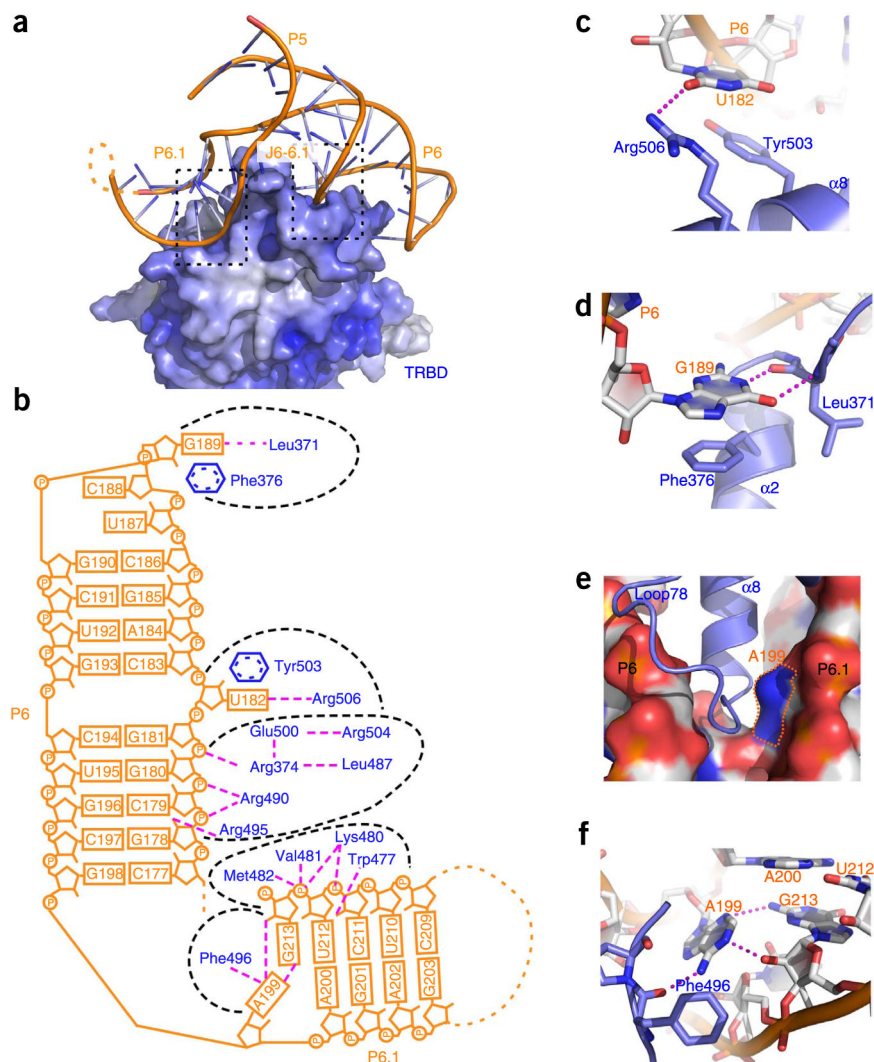 a
P5
P6.1
J6-6.1
P6
TRBD
b
G189
Leu371
Phe376
C188
U187
G190 C186
C191 G185
U192 A184
G193 C183
Tyr503
U182
Arg506
P6
C194 G181
Glu500
Arg504
U195 G180
Arg374
Leu487
G196 C179
Arg490
C197 G178
Arg495
G198 C177
Lys480
Val481
Trp477
Met482
G213 U212 C211 U210 C209
Phe496
A199
A200 G201 A202 G203
P6.1
P P P P P P P P P P P P P P P P P P P P P P P P P P P P P P P P
c
P6
U182
Arg506
Tyr503
α8
d
P6
G189
Leu371
Phe376
α2
e
Loop78
α8
A199
P6
P6.1
f
A200
U212
A199
G213
Phe496